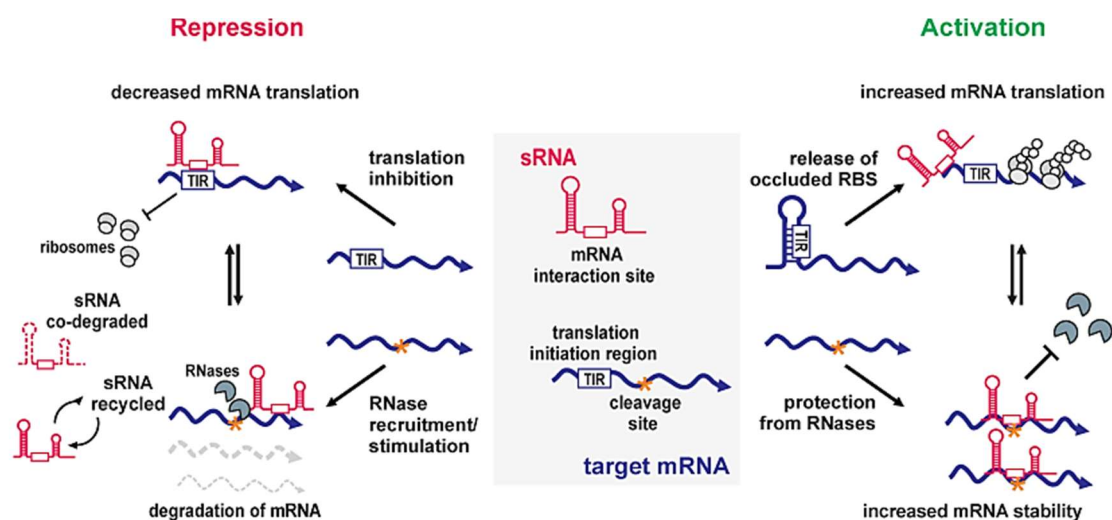 Repression
Activation
decreased mRNA translation
TIR
translation
inhibition
ribosomes
TIR
sRNA
co-degraded
sRNA
recycled
RNases
RNase
recruitment/
stimulation
degradation of mRNA
sRNA
mRNA
interaction site
translation
initiation region
TIR
cleavage
site
target mRNA
increased mRNA translation
release of
occluded RBS
TIR
TIR
protection
from RNases
increased mRNA stability